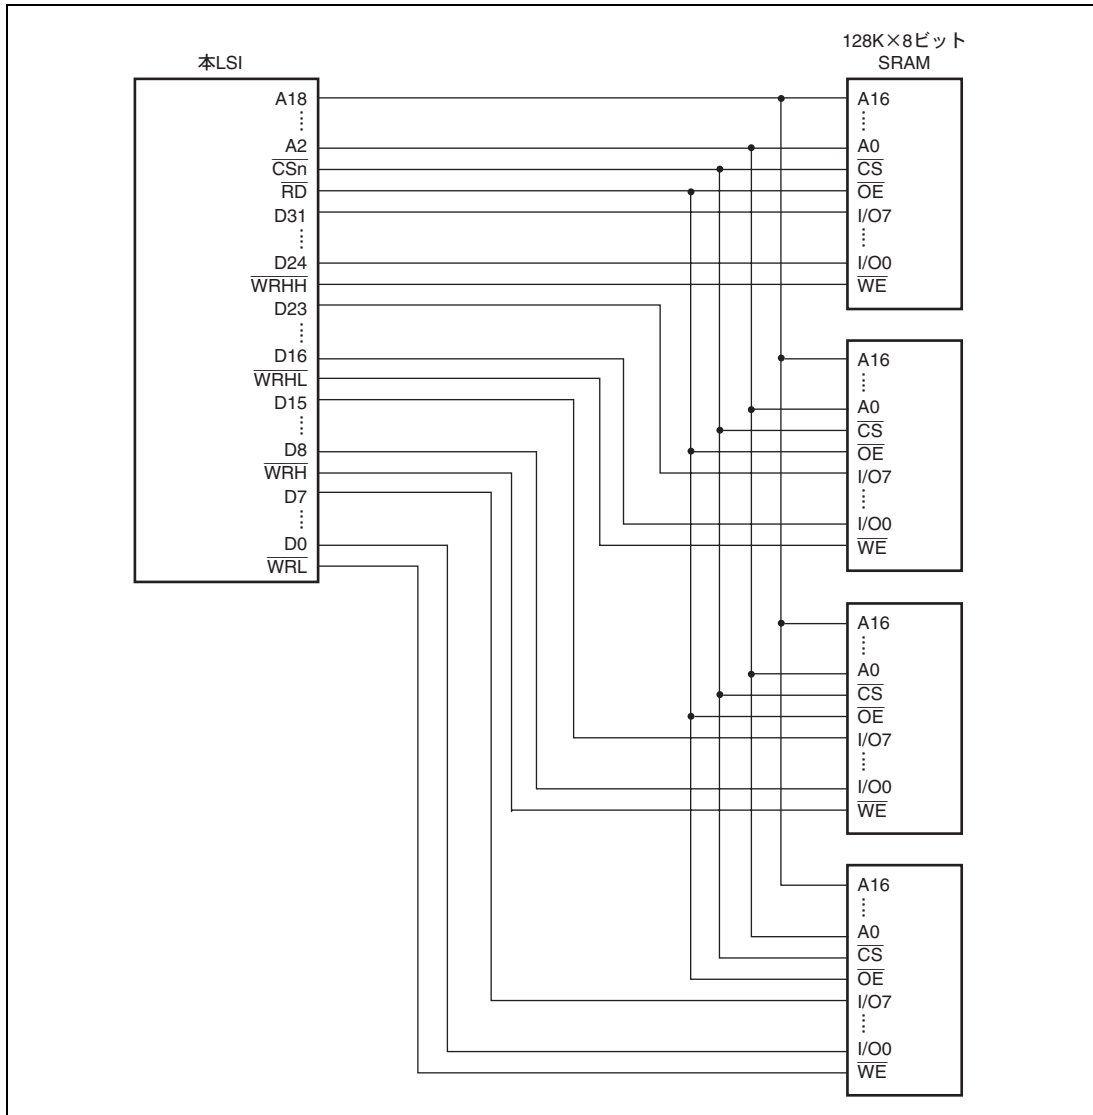 本LSI
A18
A2
CSn
RD
D31
D24
WRHH
D23
D16
WRHL
D15
D8
WRH
D7
D0
WRL
128K×8ビット
SRAM
A16
A0
CS
OE
I/O7
I/O0
WE
A16
A0
CS
OE
I/O7
I/O0
WE
A16
A0
CS
OE
I/O7
I/O0
WE
A16
A0
CS
OE
I/O7
I/O0
WE